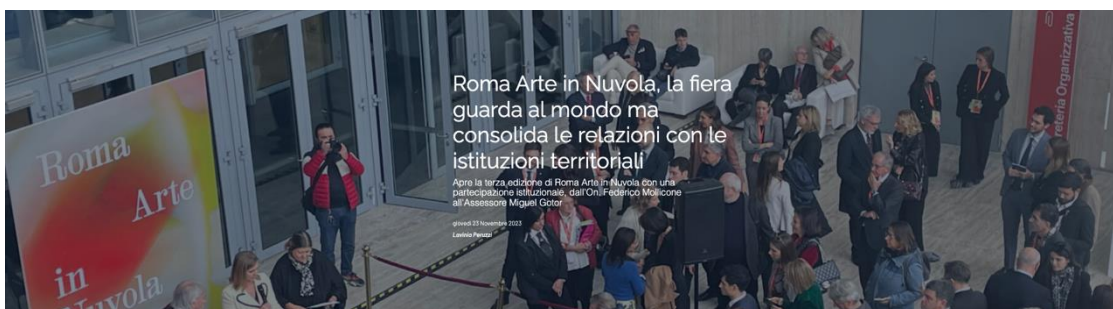 Roma
Arte
in
Nuvola
Roma Arte in Nuvola, la fiera
guarda al mondo ma
consolida le relazioni con le
istituzioni territoriali
Apre la terza edizione di Roma Arte in Nuvola con una
partecipazione istituzionale, dall'On. Federico Mollicone
all'Assessore Miguel Gotor
giovedì 23 Novembre 2023
Lavinia Peruzzi
reteria Organizzativa